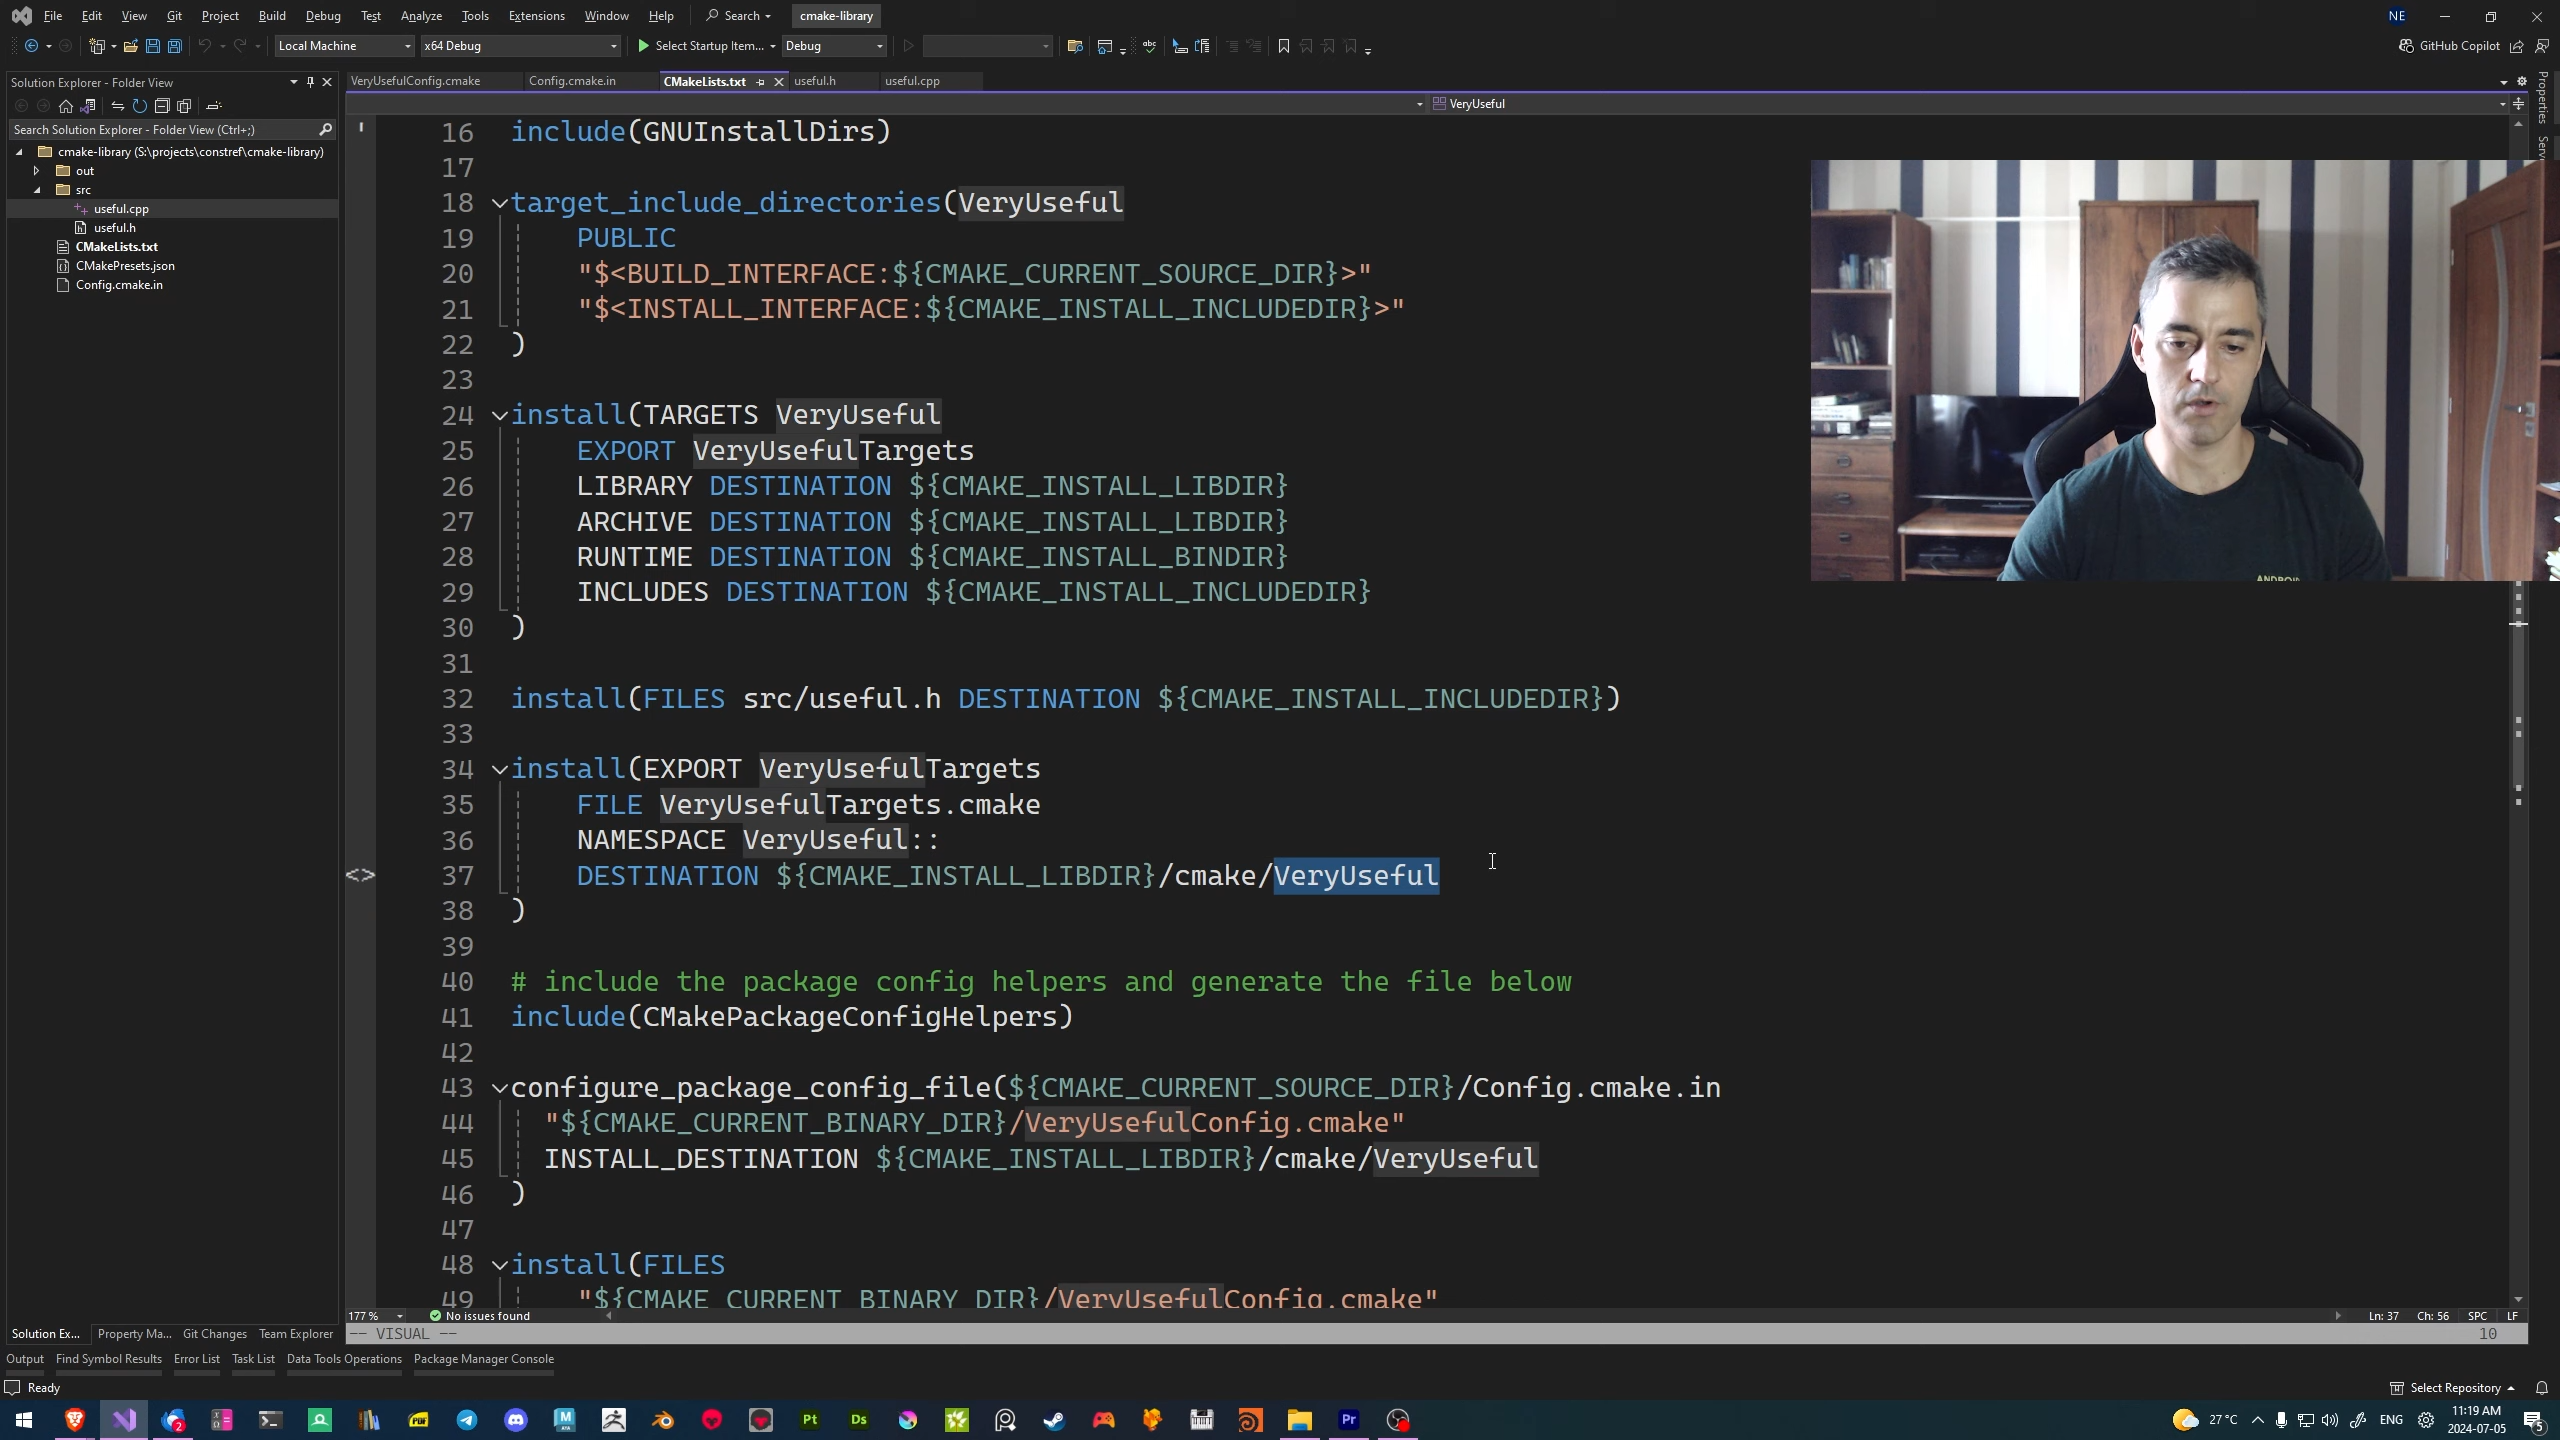 File Edit View Git Project Build Debug Test Analyze Tools Extensions Window Help Search cmake-library NE
Local Machine x64 Debug Select Startup Item... Debug GitHub Copilot
Solution Explorer - Folder View
Search Solution Explorer - Folder View (Ctrl+;)
cmake-library (S:\projects\constref\cmake-library)
out
src
useful.cpp
useful.h
CMakeLists.txt
CMakePresets.json
Config.cmake.in
VeryUsefulConfig.cmake Config.cmake.in CMakeLists.txt useful.h useful.cpp
VeryUseful
Properties
16 include(GNUInstallDirs)
17
18 target_include_directories(VeryUseful
19 PUBLIC
20 "$<BUILD_INTERFACE:${CMAKE_CURRENT_SOURCE_DIR}>"
21 "$<INSTALL_INTERFACE:${CMAKE_INSTALL_INCLUDEDIR}>"
22 )
23
24 install(TARGETS VeryUseful
25 EXPORT VeryUsefulTargets
26 LIBRARY DESTINATION ${CMAKE_INSTALL_LIBDIR}
27 ARCHIVE DESTINATION ${CMAKE_INSTALL_LIBDIR}
28 RUNTIME DESTINATION ${CMAKE_INSTALL_BINDIR}
29 INCLUDES DESTINATION ${CMAKE_INSTALL_INCLUDEDIR}
30 )
31
32 install(FILES src/useful.h DESTINATION ${CMAKE_INSTALL_INCLUDEDIR})
33
34 install(EXPORT VeryUsefulTargets
35 FILE VeryUsefulTargets.cmake
36 NAMESPACE VeryUseful::
37 DESTINATION ${CMAKE_INSTALL_LIBDIR}/cmake/VeryUseful
38 )
39
40 # include the package config helpers and generate the file below
41 include(CMakePackageConfigHelpers)
42
43 configure_package_config_file(${CMAKE_CURRENT_SOURCE_DIR}/Config.cmake.in
44 "${CMAKE_CURRENT_BINARY_DIR}/VeryUsefulConfig.cmake"
45 INSTALL_DESTINATION ${CMAKE_INSTALL_LIBDIR}/cmake/VeryUseful
46 )
47
48 install(FILES
49 "${CMAKE_CURRENT_BINARY_DIR}/VeryUsefulConfig.cmake"
177 % No issues found Ln: 37 Ch: 56 SPC LF
-- VISUAL -- 10
Solution Ex... Property Ma... Git Changes Team Explorer
Output Find Symbol Results Error List Task List Data Tools Operations Package Manager Console
Ready Select Repository
27°C ENG 11:19 AM
2024-07-05